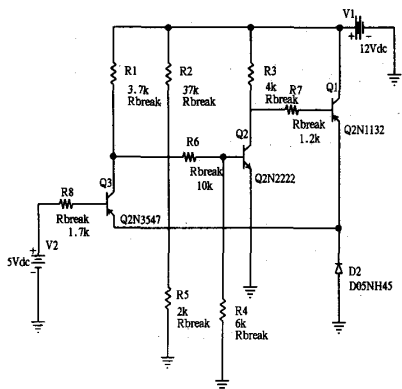 V1
+ -
12Vdc
R1
3.7k
Rbreak
R2
37k
Rbreak
R3
4k
Rbreak
R7
Rbreak
1.2k
Q1
Q2N1132
R6
Rbreak
10k
Q2
Q2N2222
R8
Rbreak
1.7k
Q3
Q2N3547
V2
+
5Vdc
-
R5
2k
Rbreak
R4
6k
Rbreak
D2
D05NH45